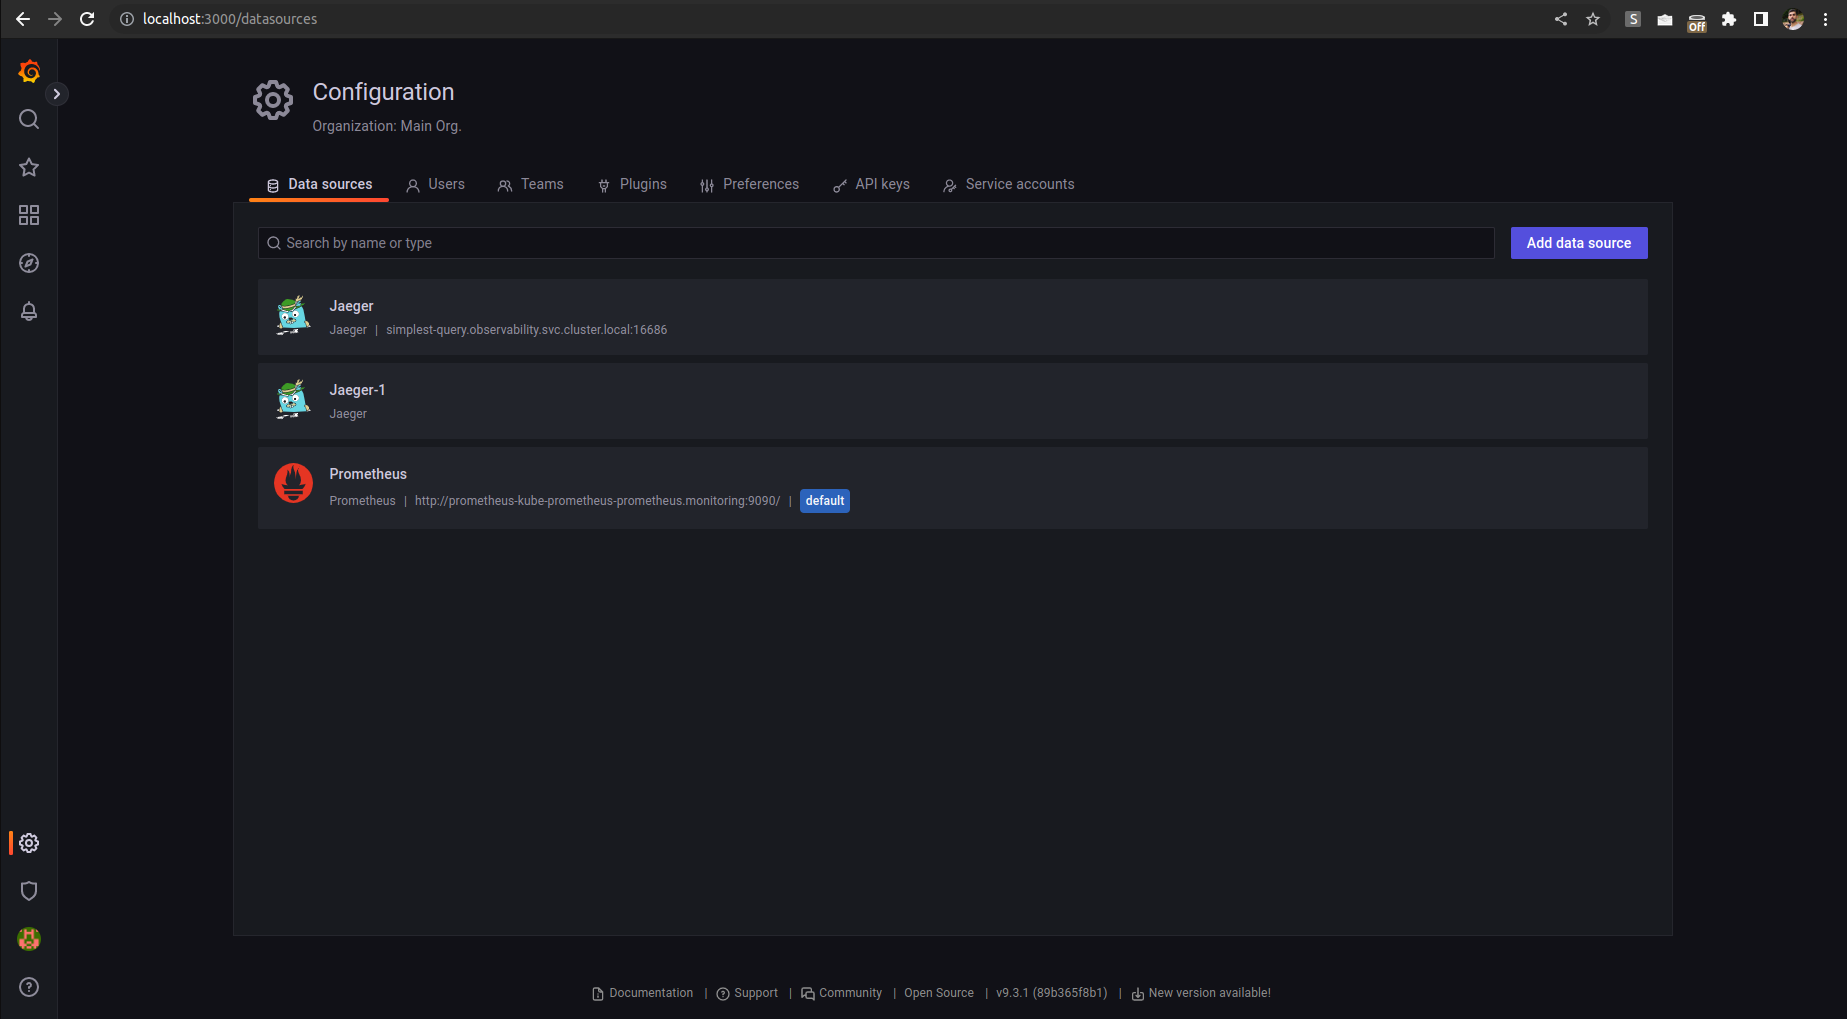 localhost:3000/datasources
S
Off
Configuration
Organization: Main Org.
Data sources Users Teams Plugins Preferences API keys Service accounts
Search by name or type
Add data source
Jaeger
Jaeger | simplest-query.observability.svc.cluster.local:16686
Jaeger-1
Jaeger
Prometheus
Prometheus | http://prometheus-kube-prometheus-prometheus.monitoring:9090/ | default
Documentation | Support | Community | Open Source | v9.3.1 (89b365f8b1) | New version available!